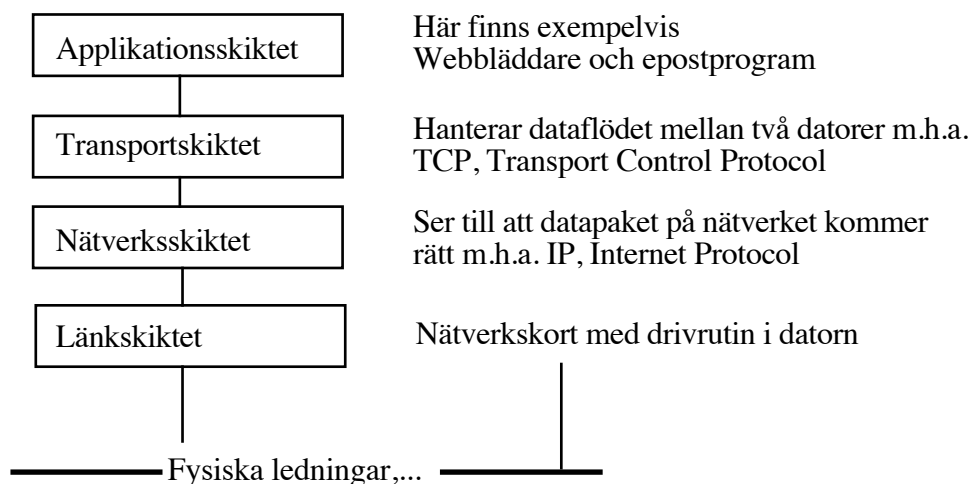 Applikationsskiktet
Här finns exempelvis
Webbläddare och epostprogram
Transportskiktet
Hanterar dataflödet mellan två datorer m.h.a.
TCP, Transport Control Protocol
Nätverksskiktet
Ser till att datapaket på nätverket kommer
rätt m.h.a. IP, Internet Protocol
Länkskiktet
Nätverkskort med drivrutin i datorn
Fysiska ledningar,...